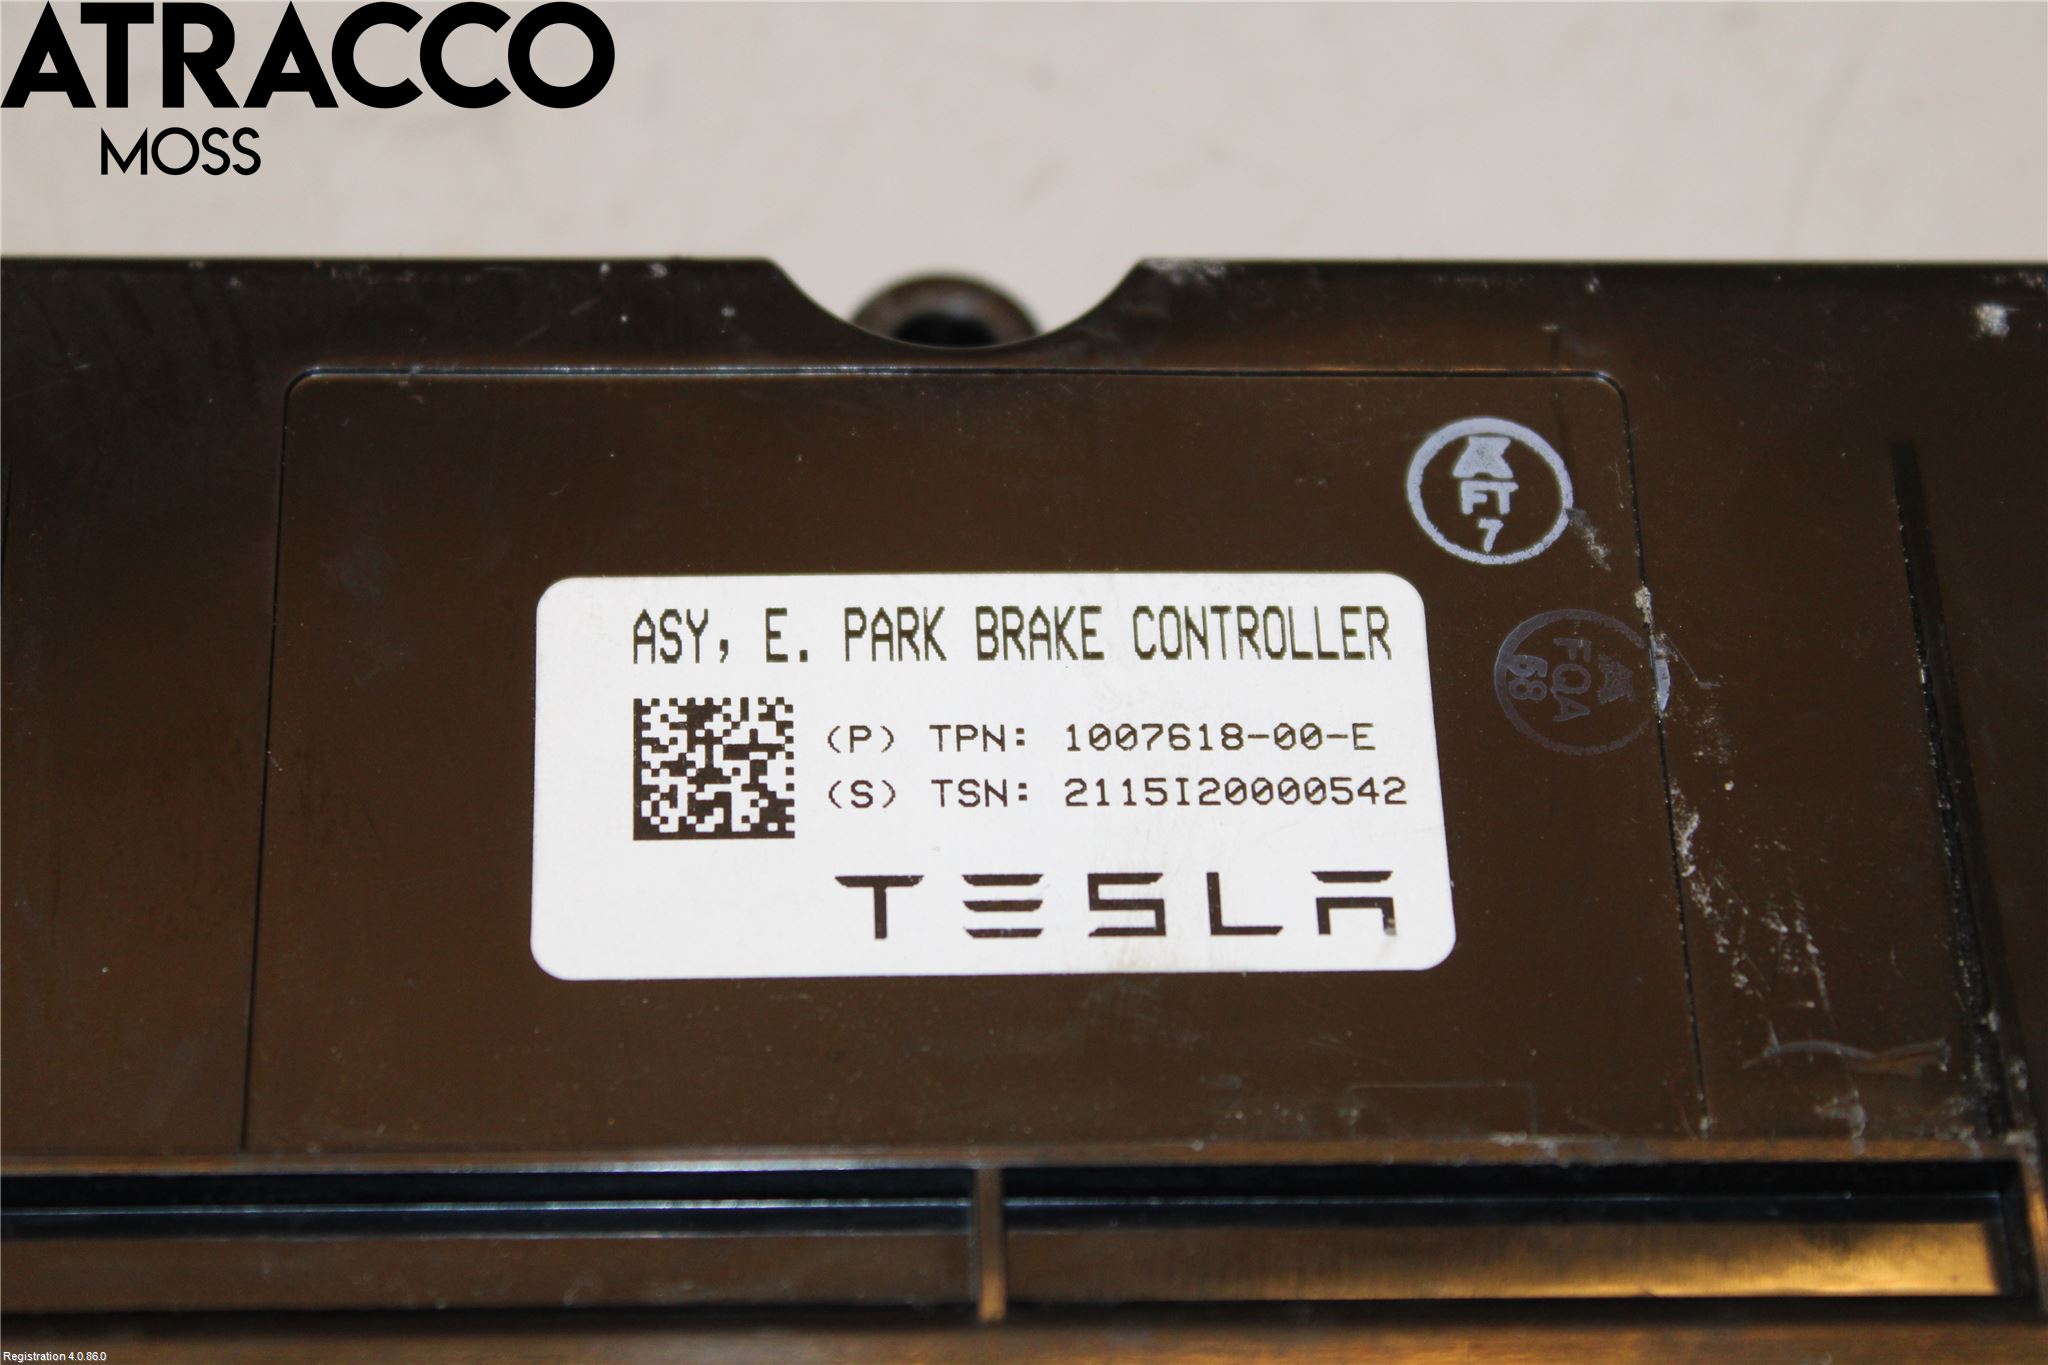 ATRACCO
MOSS
FT
7
ASY, E. PARK BRAKE CONTROLLER
FQA
58
(P) TPN: 1007618-00-E
(S) TSN: 2115I20000542
TESLA
Registration 4.0.86.0